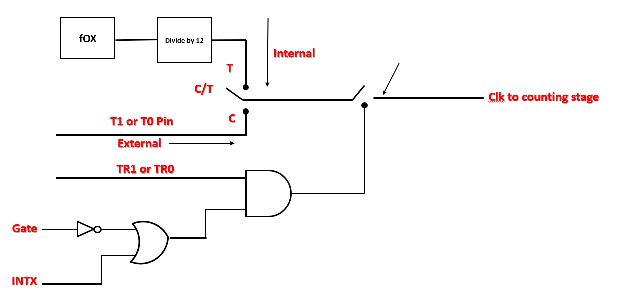 fOX
Divide by 12
Internal
T
C/T
Clk to counting stage
T1 or T0 Pin
C
External
TR1 or TR0
Gate
INTX